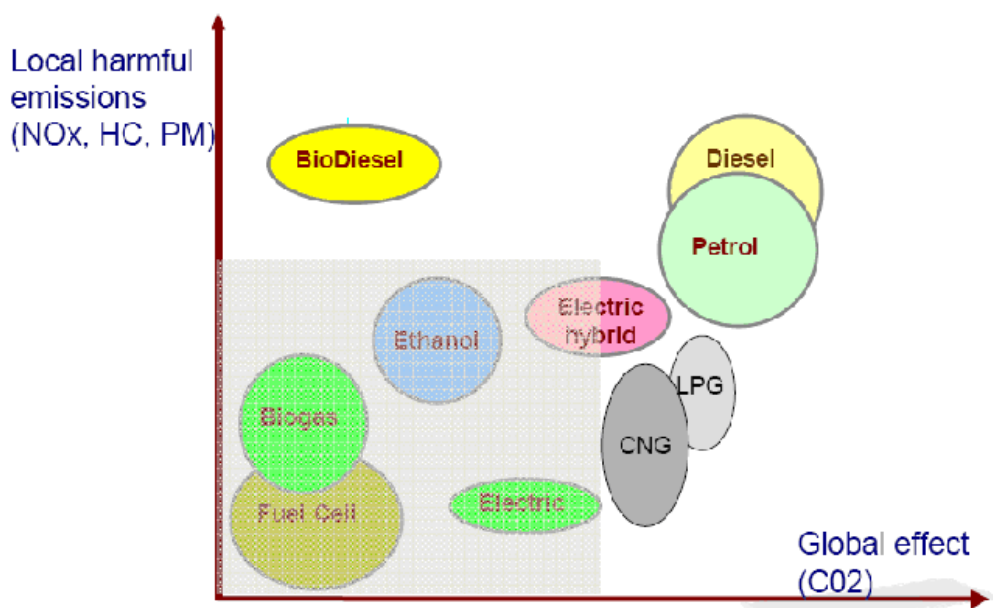 Local harmful
emissions
(NOx, HC, PM)
BioDiesel
Diesel
Petrol
Electric
hybrid
Ethanol
LPG
Biogas
CNG
Electric
Fuel Cell
Global effect
(C02)